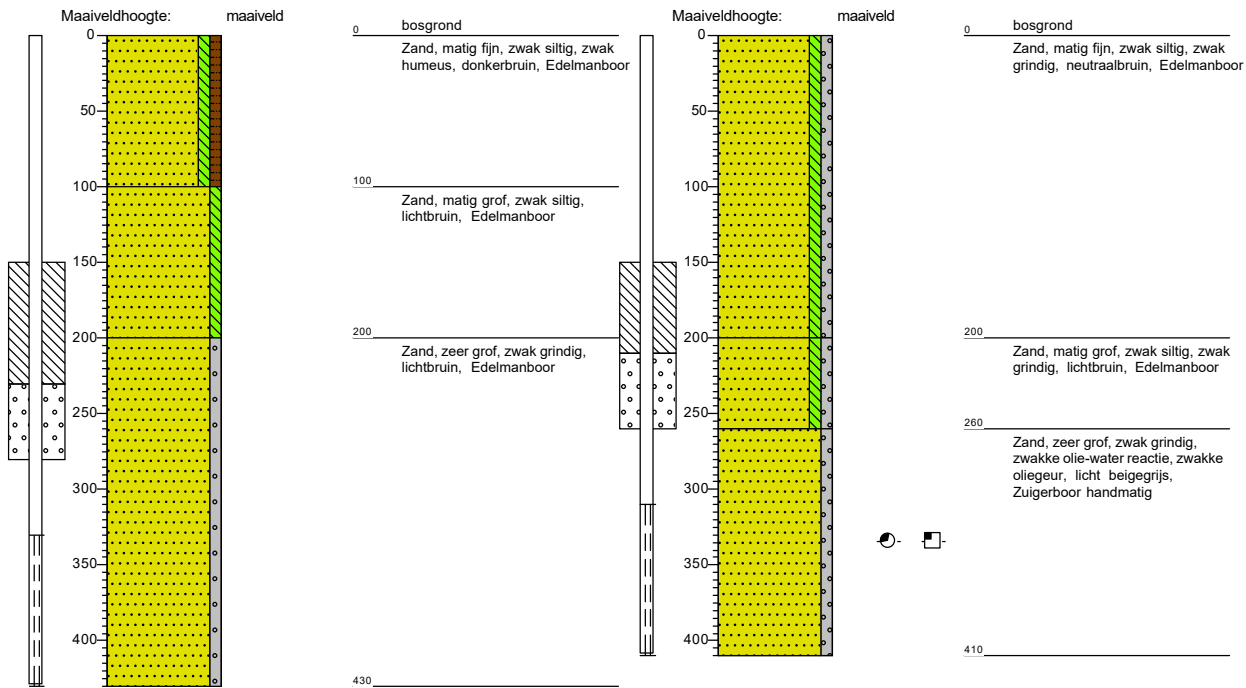 Maaiveldhoogte: maaiveld
0
50
100
150
200
250
300
350
400
0 bosgrond
Zand, matig fijn, zwak siltig, zwak
humeus, donkerbruin, Edelmanboor
100
Zand, matig grof, zwak siltig,
lichtbruin, Edelmanboor
200
Zand, zeer grof, zwak grindig,
lichtbruin, Edelmanboor
430
Maaiveldhoogte: maaiveld
0
50
100
150
200
250
300
350
400
0 bosgrond
Zand, matig fijn, zwak siltig, zwak
grindig, neutraalbruin, Edelmanboor
200
Zand, matig grof, zwak siltig, zwak
grindig, lichtbruin, Edelmanboor
260
Zand, zeer grof, zwak grindig,
zwakke olie-water reactie, zwakke
oliegeur, licht beigegrijs,
Zuigerboor handmatig
410